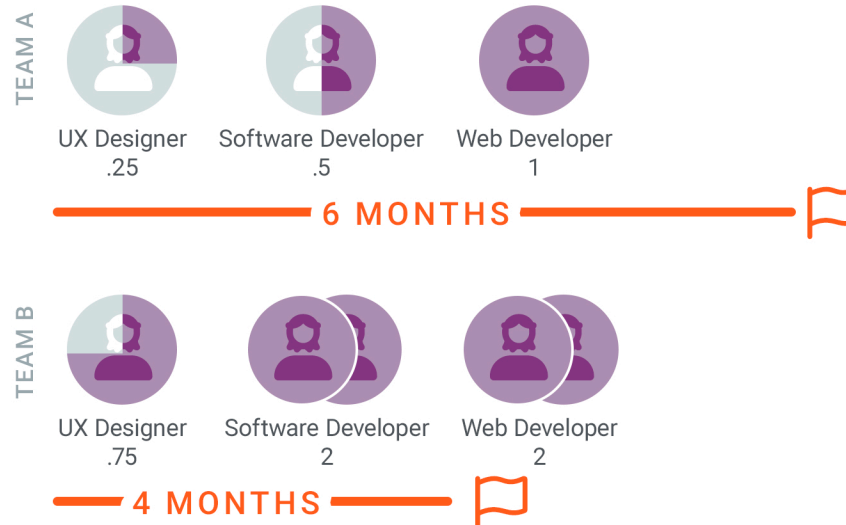 TEAM A
UX Designer
.25
Software Developer
.5
Web Developer
1
6 MONTHS
TEAM B
UX Designer
.75
Software Developer
2
Web Developer
2
4 MONTHS